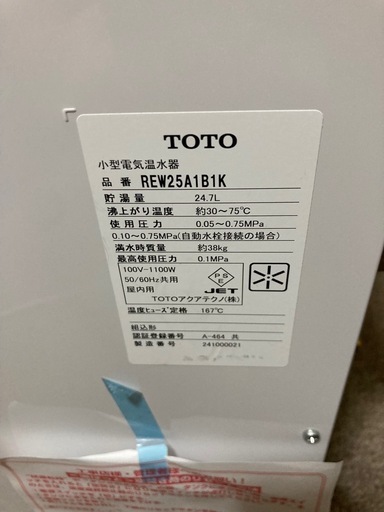 TOTO
小型電気温水器
品番 REW25A1B1K
貯湯量 24.7L
沸上がり温度 約30〜75℃
使用圧力 0.05〜0.75MPa
0.10〜0.75MPa(自動水栓接続の場合)
満水時質量 約38kg
最高使用圧力 0.1MPa
100V-1100W
50/60Hz共用
屋内用
PSE
JET
TOTOアクアテクノ(株)
温度ヒューズ定格 167℃
組込形
認証登録番号 A-464 共
製造番号 241000021